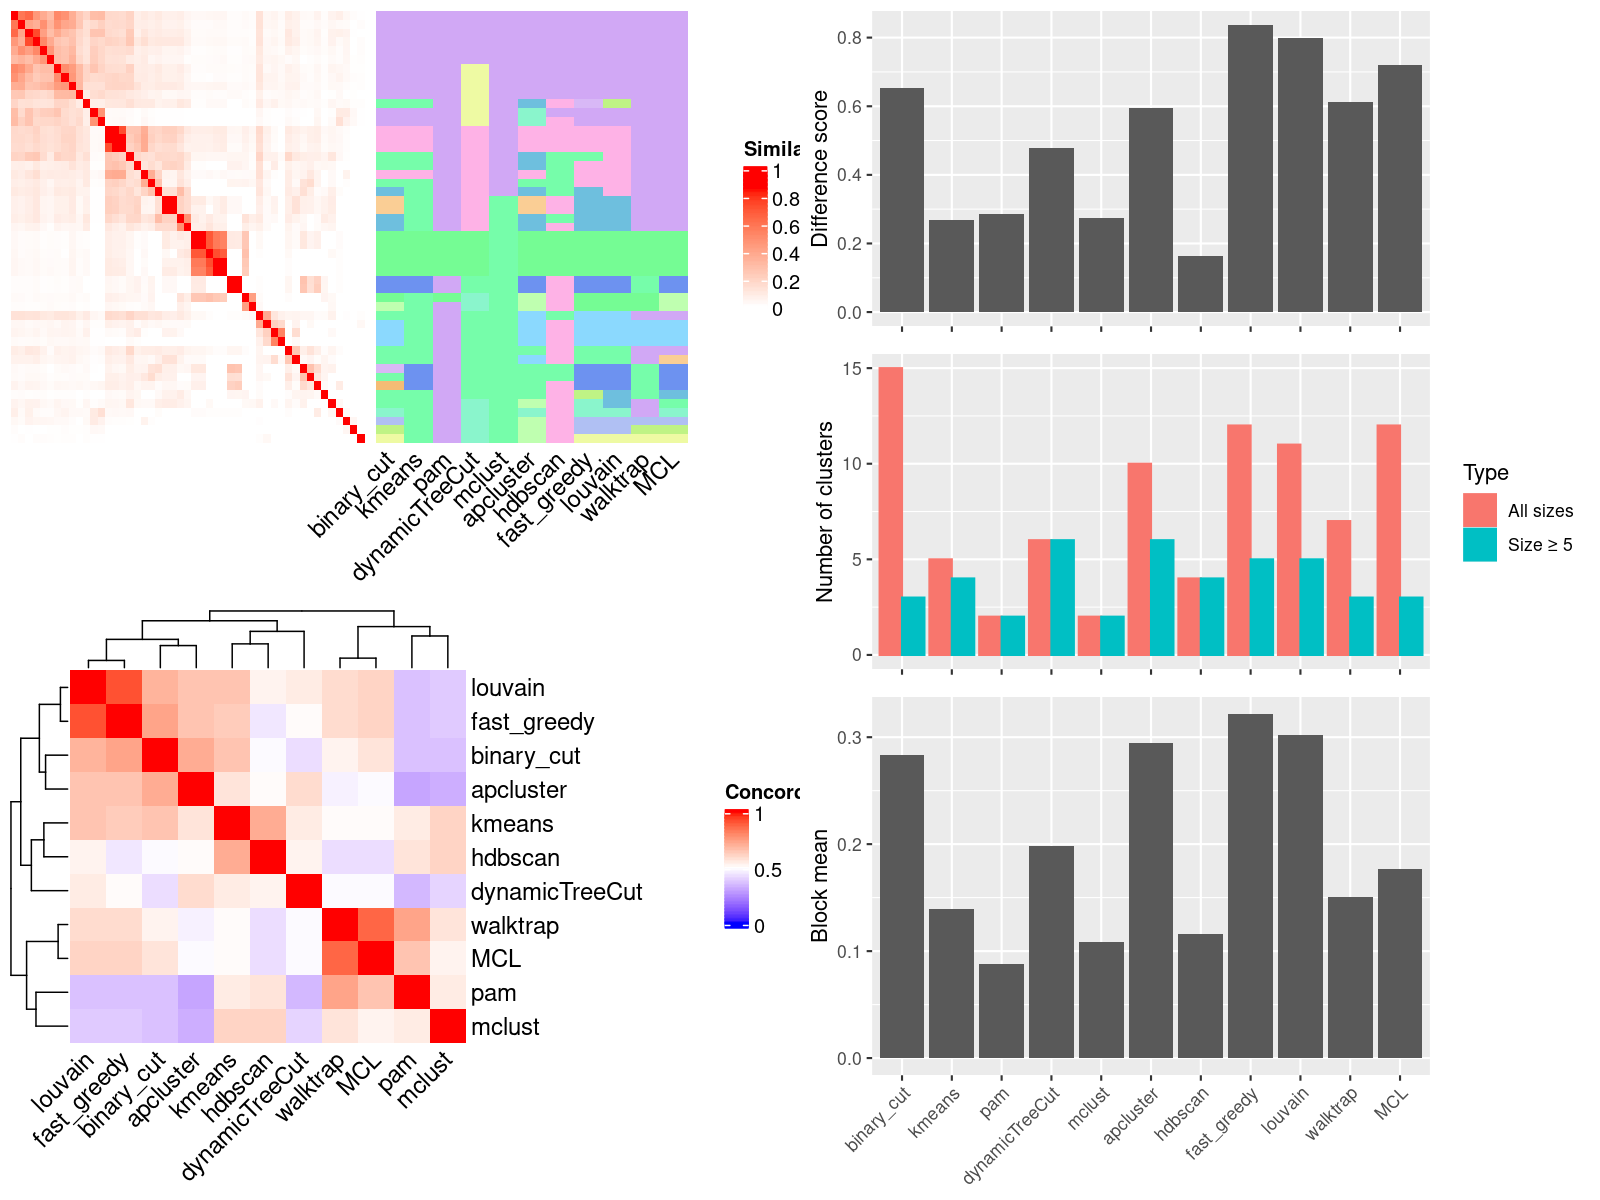 Simila
1
0.8
0.6
0.4
0.2
0
binary_cut
kmeans
pam
dynamicTreeCut
mclust
apcluster
hdbscan
fast_greedy
louvain
walktrap
MCL
louvain
fast_greedy
binary_cut
apcluster
kmeans
hdbscan
dynamicTreeCut
walktrap
MCL
pam
mclust
louvain
fast_greedy
binary_cut
apcluster
kmeans
hdbscan
dynamicTreeCut
walktrap
MCL
pam
mclust
Concord
1
0.5
0
Difference score
0.8
0.6
0.4
0.2
0.0
Number of clusters
15
10
5
0
Type
All sizes
Size ≥ 5
Block mean
0.3
0.2
0.1
0.0
binary_cut
kmeans
pam
dynamicTreeCut
mclust
apcluster
hdbscan
fast_greedy
louvain
walktrap
MCL